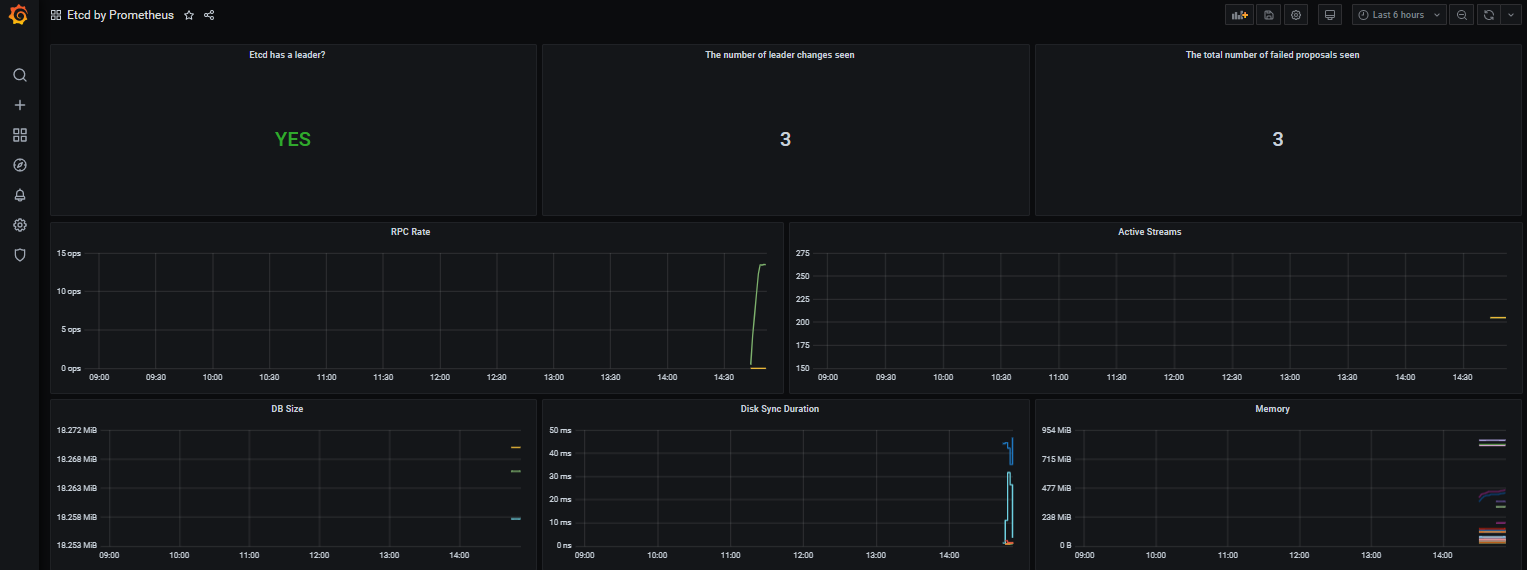 Etcd by Prometheus
Last 6 hours
Etcd has a leader?
YES
The number of leader changes seen
3
The total number of failed proposals seen
3
RPC Rate
15 ops
10 ops
5 ops
0 ops
09:00 09:30 10:00 10:30 11:00 11:30 12:00 12:30 13:00 13:30 14:00 14:30
Active Streams
275
250
225
200
175
150
09:00 09:30 10:00 10:30 11:00 11:30 12:00 12:30 13:00 13:30 14:00 14:30
DB Size
18.272 MiB
18.268 MiB
18.263 MiB
18.258 MiB
18.253 MiB
09:00 10:00 11:00 12:00 13:00 14:00
Disk Sync Duration
50 ms
40 ms
30 ms
20 ms
10 ms
0 ns
09:00 10:00 11:00 12:00 13:00 14:00
Memory
954 MiB
715 MiB
477 MiB
238 MiB
0 B
09:00 10:00 11:00 12:00 13:00 14:00